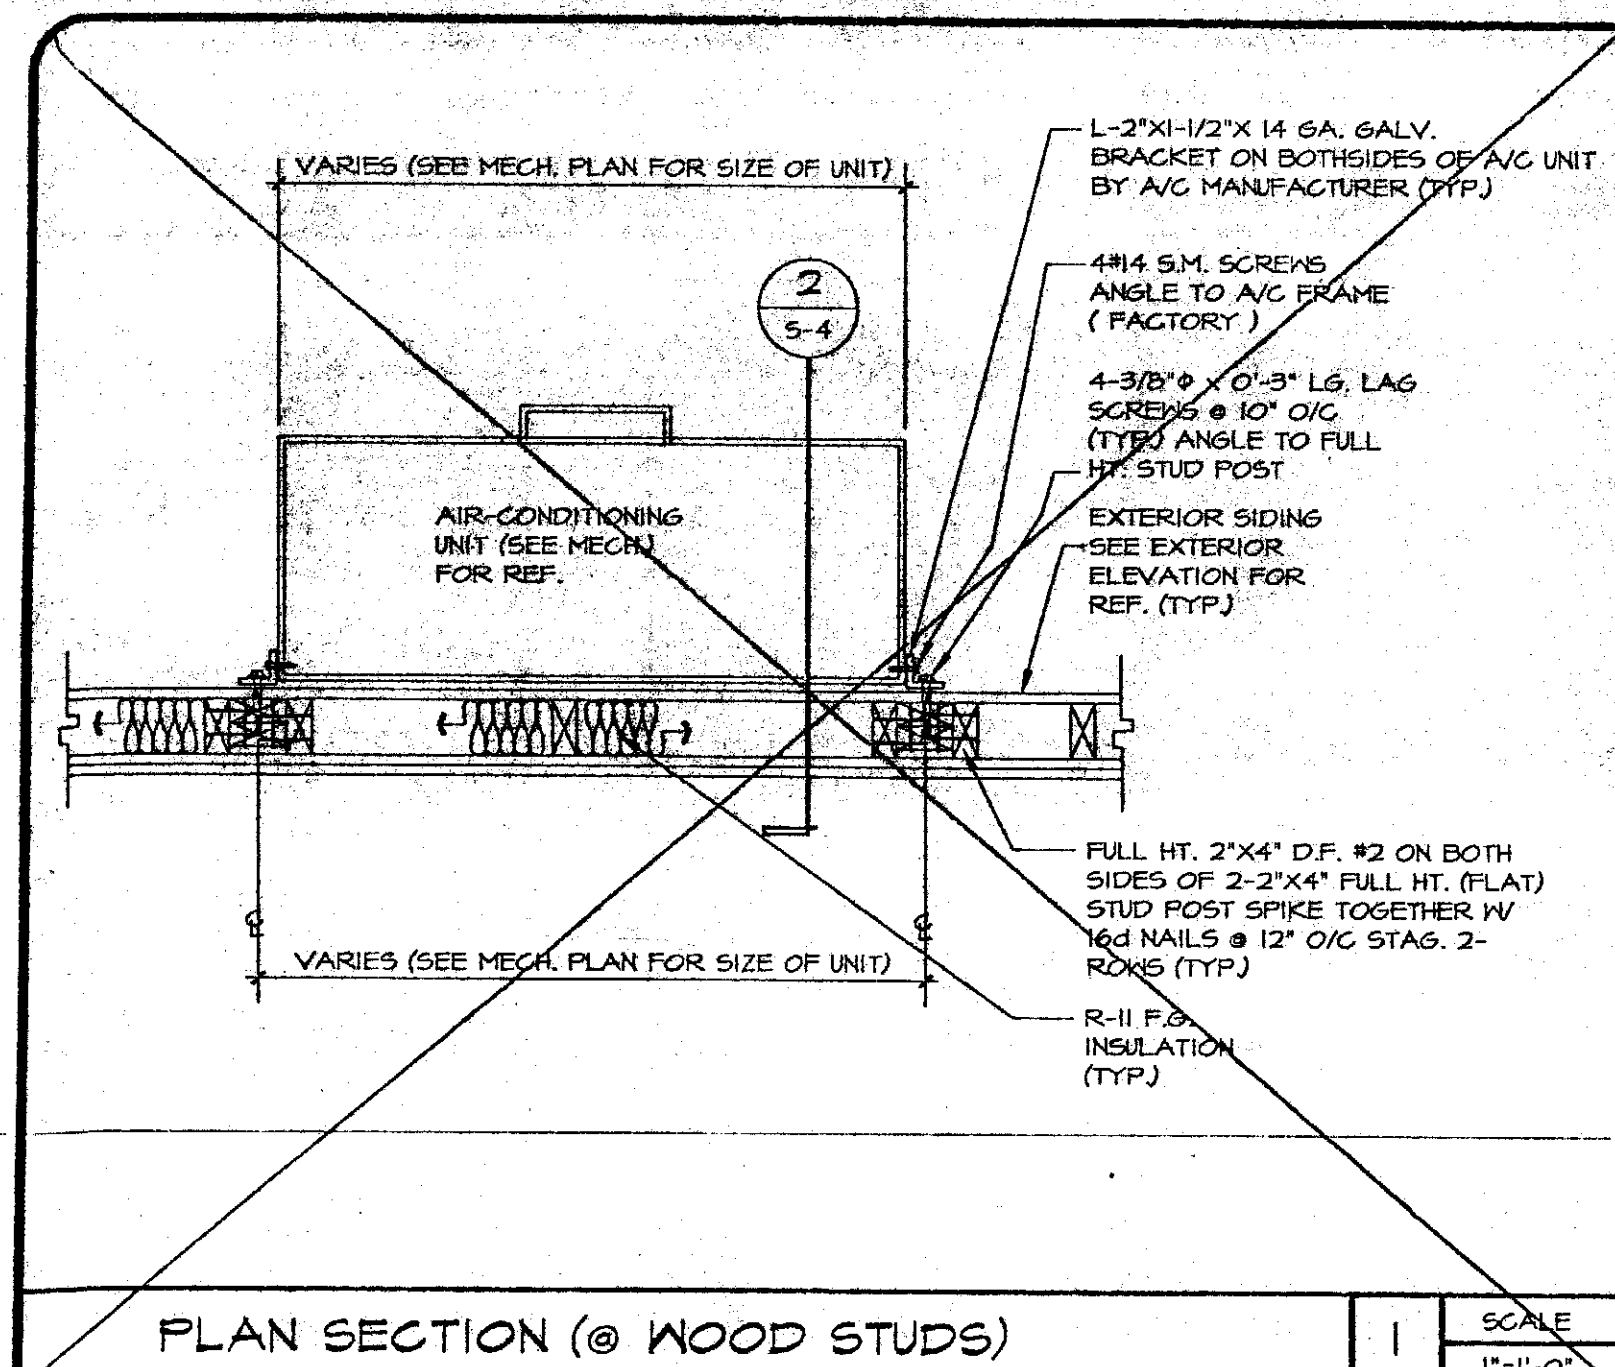 VARIES (SEE MECH. PLAN FOR SIZE OF UNIT)
L-2"X1-1/2"X 14 GA. GALV.
BRACKET ON BOTHSIDES OF A/C UNIT
BY A/C MANUFACTURER (TYP.)
2
S-4
4#14 S.M. SCREWS
ANGLE TO A/C FRAME
( FACTORY )
4-3/8"Φ x 0'-3" LG. LAG
SCREWS @ 10" O/C
(TYP.) ANGLE TO FULL
HT. STUD POST
AIR-CONDITIONING
UNIT (SEE MECH.)
FOR REF.
EXTERIOR SIDING
SEE EXTERIOR
ELEVATION FOR
REF. (TYP.)
FULL HT. 2"X4" D.F. #2 ON BOTH
SIDES OF 2-2"X4" FULL HT. (FLAT)
STUD POST SPIKE TOGETHER W/
16d NAILS @ 12" O/C STAG. 2-
ROWS (TYP.)
℄ ℄
VARIES (SEE MECH. PLAN FOR SIZE OF UNIT)
R-11 F.G.
INSULATION
(TYP.)
PLAN SECTION (@ WOOD STUDS)
1
SCALE
1"=1'-0"